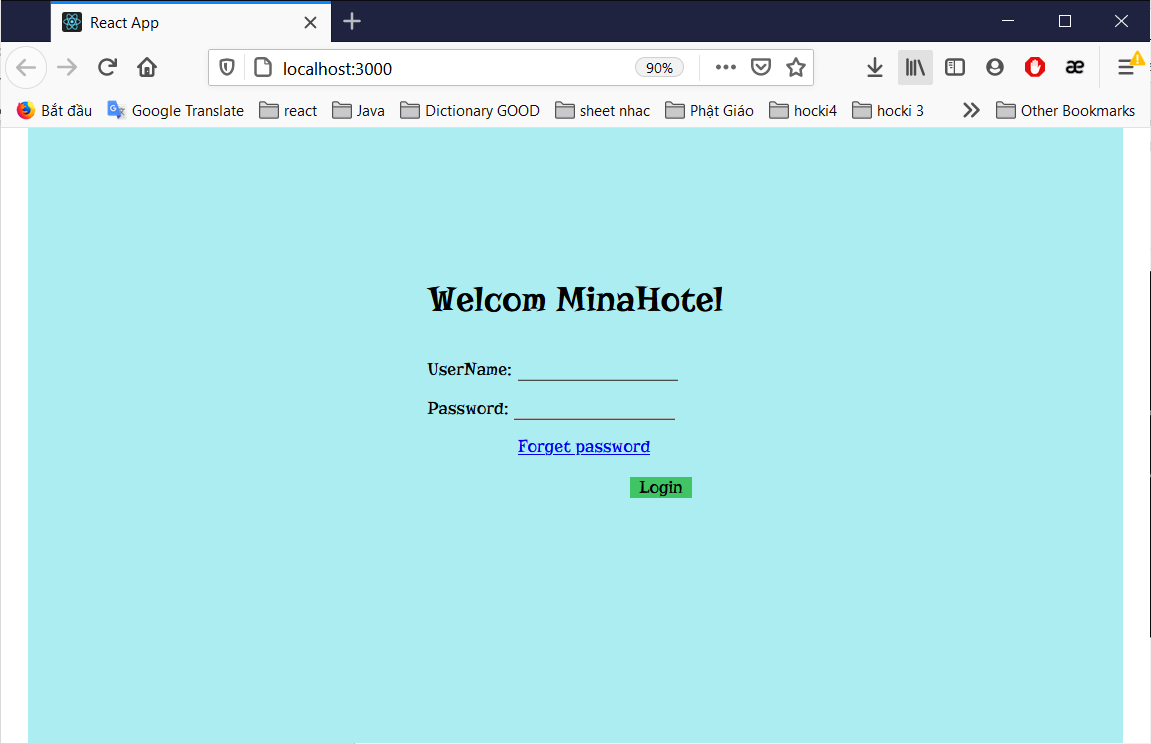 React App
localhost:3000 90%
Bắt đầu Google Translate react Java Dictionary GOOD sheet nhac Phật Giáo hocki4 hocki 3 Other Bookmarks
Welcom MinaHotel
UserName:
Password:
Forget password
Login